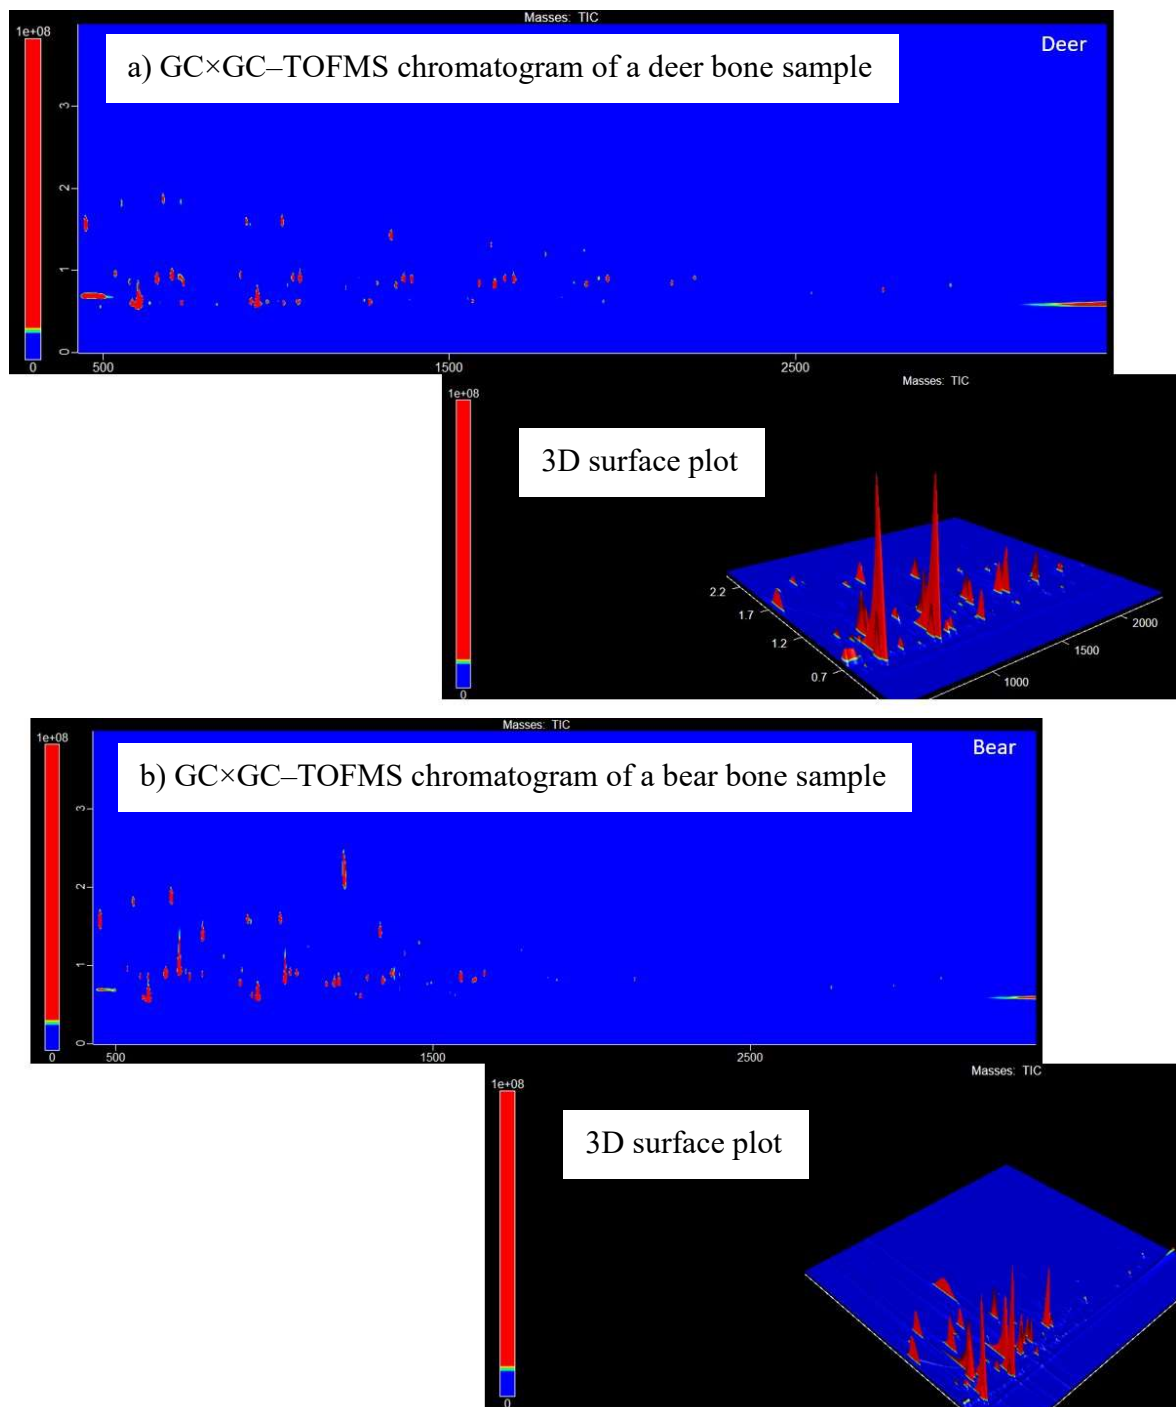 Masses: TIC
1e+08
a) GC×GC–TOFMS chromatogram of a deer bone sample
Deer
3
2
1
0
0
500
1500
2500
Masses: TIC
1e+08
3D surface plot
2.2
1.7
1.2
0.7
2000
1500
1000
0
Masses: TIC
1e+08
b) GC×GC–TOFMS chromatogram of a bear bone sample
Bear
3
2
1
0
0
500
1500
2500
Masses: TIC
1e+08
3D surface plot
0